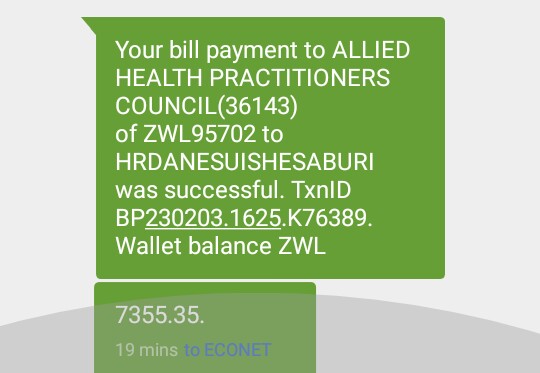 Your bill payment to ALLIED
HEALTH PRACTITIONERS
COUNCIL(36143)
of ZWL95702 to
HRDANESUISHESABURI
was successful. TxnID
BP230203.1625.K76389.
Wallet balance ZWL
7355.35.
19 mins to ECONET